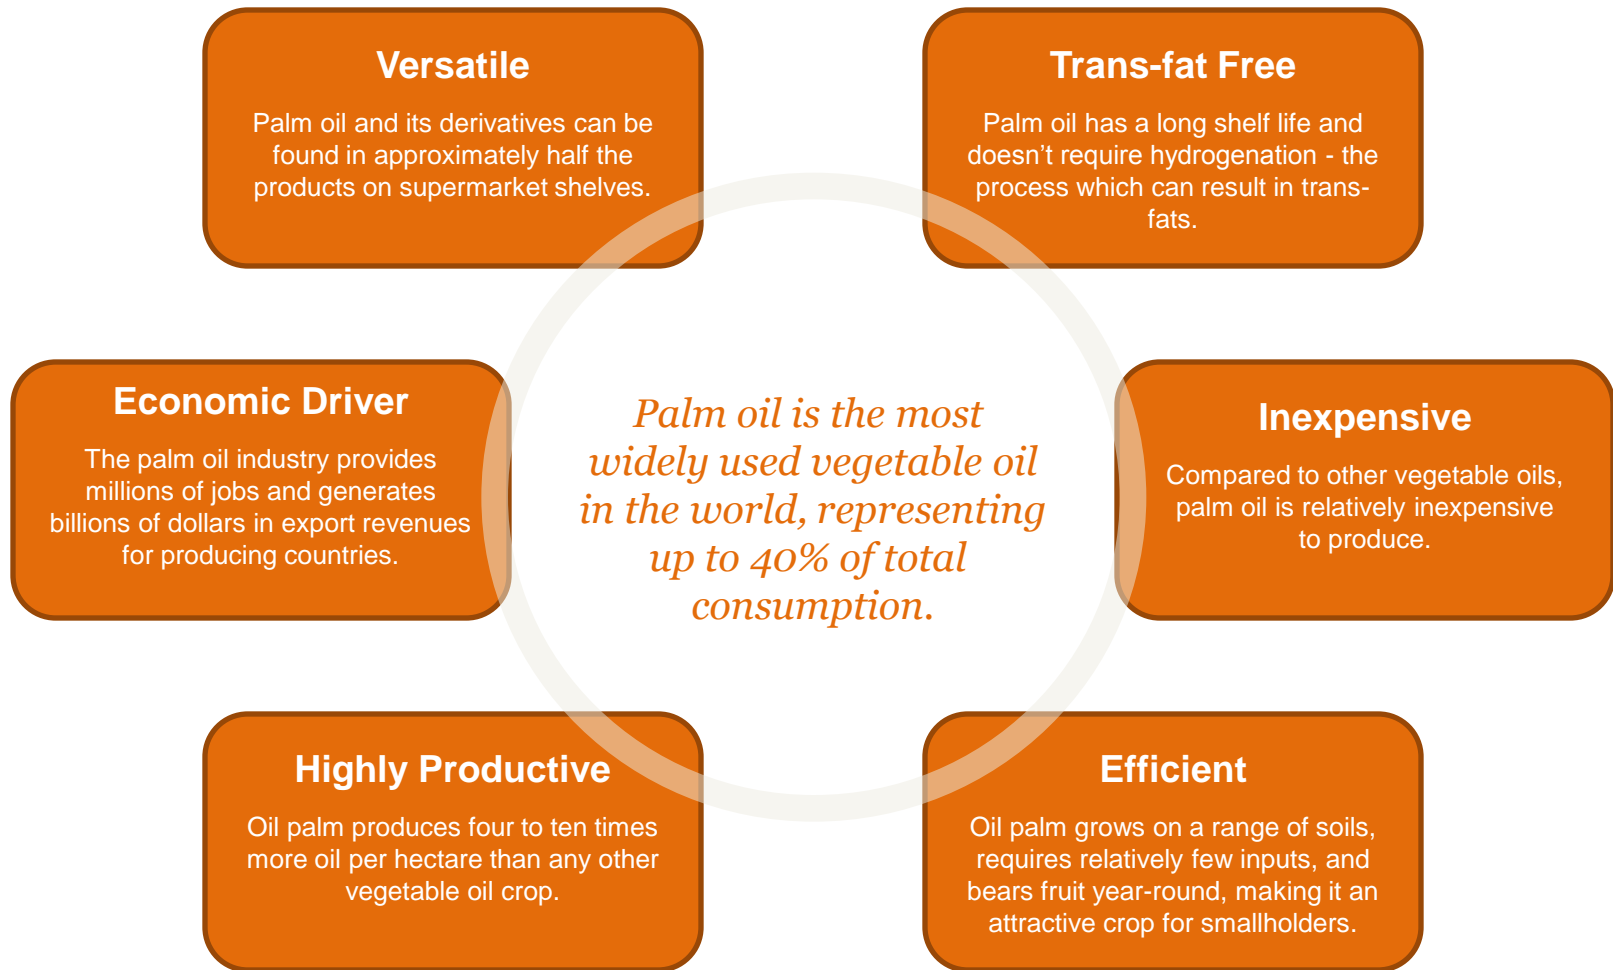 Versatile
Palm oil and its derivatives can be
found in approximately half the
products on supermarket shelves.
Trans-fat Free
Palm oil has a long shelf life and
doesn’t require hydrogenation - the
process which can result in trans-
fats.
Economic Driver
The palm oil industry provides
millions of jobs and generates
billions of dollars in export revenues
for producing countries.
Palm oil is the most
widely used vegetable oil
in the world, representing
up to 40% of total
consumption.
Inexpensive
Compared to other vegetable oils,
palm oil is relatively inexpensive
to produce.
Highly Productive
Oil palm produces four to ten times
more oil per hectare than any other
vegetable oil crop.
Efficient
Oil palm grows on a range of soils,
requires relatively few inputs, and
bears fruit year-round, making it an
attractive crop for smallholders.